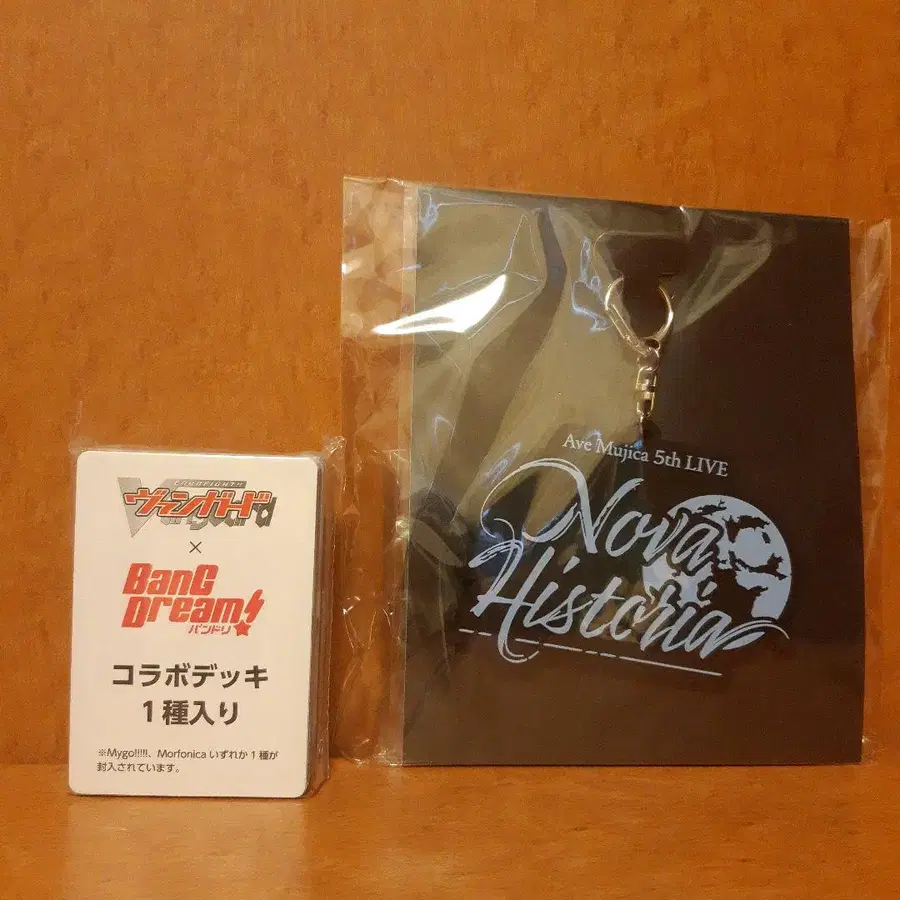 CARDFIGHT!!
ヴァンガード
Vanguard
×
BanG
Dream!
バンドリ
コラボデッキ
1種入り
※Mygo!!!!!、Morfonica いずれか 1 種が
封入されています。
Ave Mujica 5th LIVE
Nova
Historia